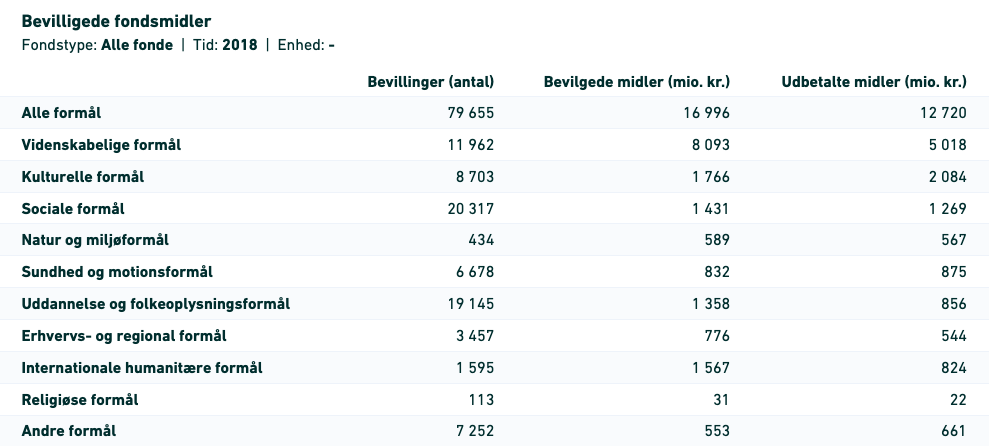 Bevilligede fondsmidler
Fondstype: Alle fonde | Tid: 2018 | Enhed: -
Bevillinger (antal) Bevilgede midler (mio. kr.) Udbetalte midler (mio. kr.)
Alle formål 79 655 16 996 12 720
Videnskabelige formål 11 962 8 093 5 018
Kulturelle formål 8 703 1 766 2 084
Sociale formål 20 317 1 431 1 269
Natur og miljøformål 434 589 567
Sundhed og motionsformål 6 678 832 875
Uddannelse og folkeoplysningsformål 19 145 1 358 856
Erhvervs- og regional formål 3 457 776 544
Internationale humanitære formål 1 595 1 567 824
Religiøse formål 113 31 22
Andre formål 7 252 553 661